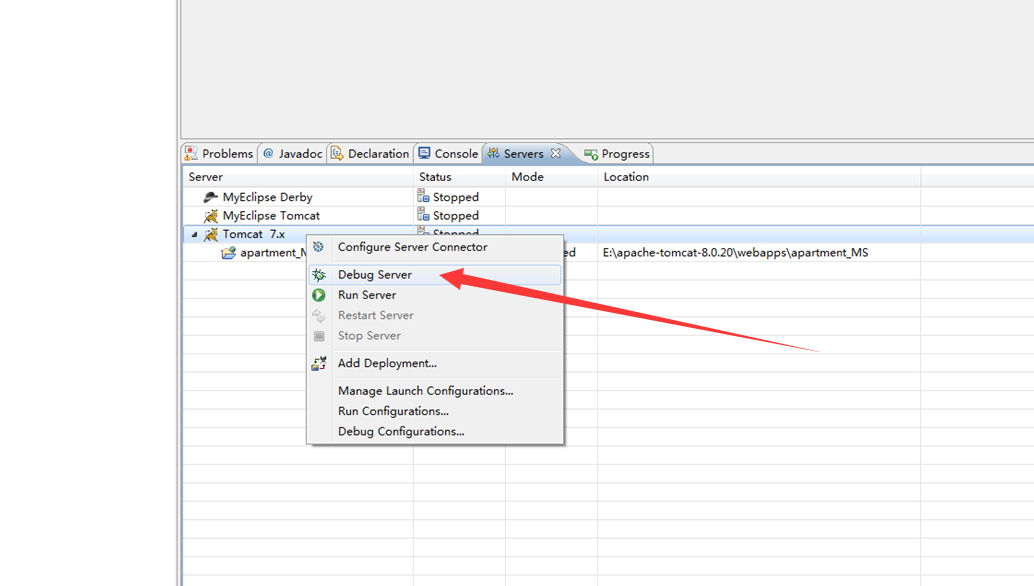 Problems @ Javadoc Declaration Console Servers Progress
Server Status Mode Location
MyEclipse Derby Stopped
MyEclipse Tomcat Stopped
Tomcat 7.x Stopped
apartment_M ed E:\apache-tomcat-8.0.20\webapps\apartment_MS
Configure Server Connector
Debug Server
Run Server
Restart Server
Stop Server
Add Deployment...
Manage Launch Configurations...
Run Configurations...
Debug Configurations...